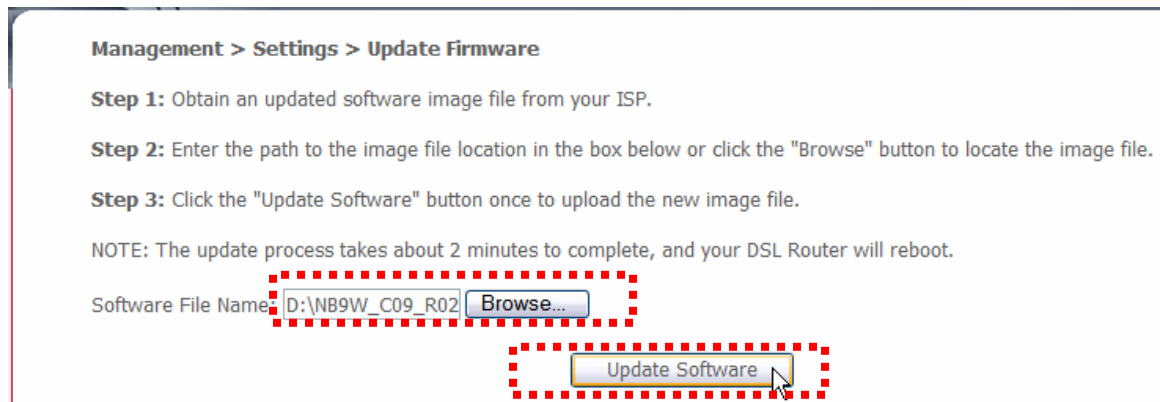 Management > Settings > Update Firmware
Step 1: Obtain an updated software image file from your ISP.
Step 2: Enter the path to the image file location in the box below or click the "Browse" button to locate the image file.
Step 3: Click the "Update Software" button once to upload the new image file.
NOTE: The update process takes about 2 minutes to complete, and your DSL Router will reboot.
Software File Name: D:\NB9W_C09_R02 Browse...
Update Software